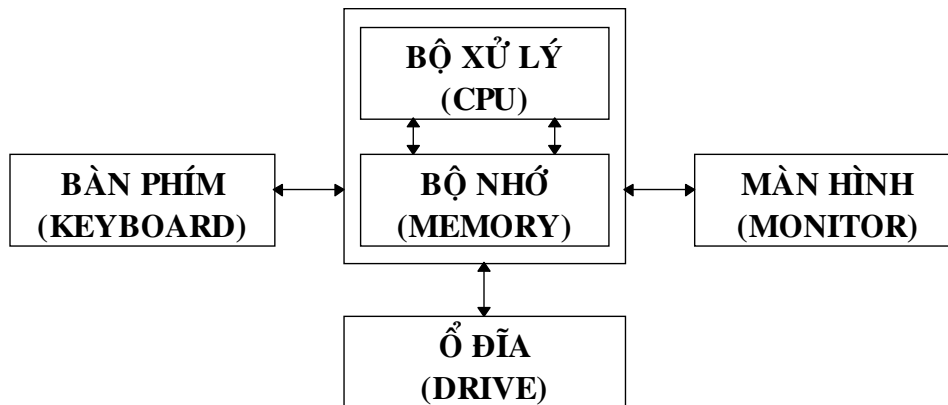 BỘ XỬ LÝ
(CPU)
BÀN PHÍM
(KEYBOARD)
BỘ NHỚ
(MEMORY)
MÀN HÌNH
(MONITOR)
Ổ ĐĨA
(DRIVE)